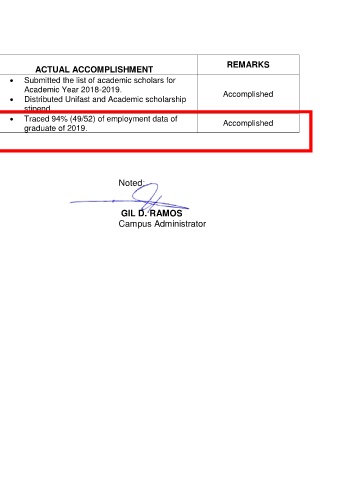 ACTUAL ACCOMPLISHMENT
REMARKS
• Submitted the list of academic scholars for
Academic Year 2018-2019.
• Distributed Unifast and Academic scholarship
stipend
Accomplished
• Traced 94% (49/52) of employment data of
graduate of 2019.
Accomplished
Noted:
GIL D. RAMOS
Campus Administrator